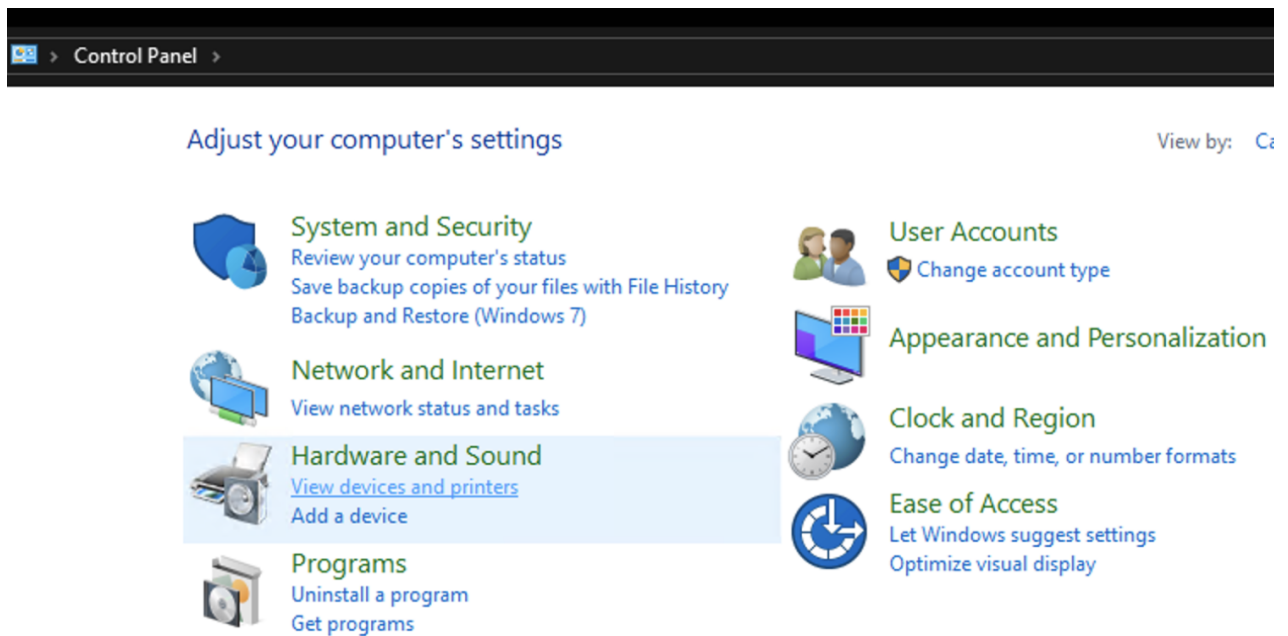 Control Panel
Adjust your computer's settings
View by:
System and Security
Review your computer's status
Save backup copies of your files with File History
Backup and Restore (Windows 7)
Network and Internet
View network status and tasks
Hardware and Sound
View devices and printers
Add a device
Programs
Uninstall a program
Get programs
User Accounts
Change account type
Appearance and Personalization
Clock and Region
Change date, time, or number formats
Ease of Access
Let Windows suggest settings
Optimize visual display